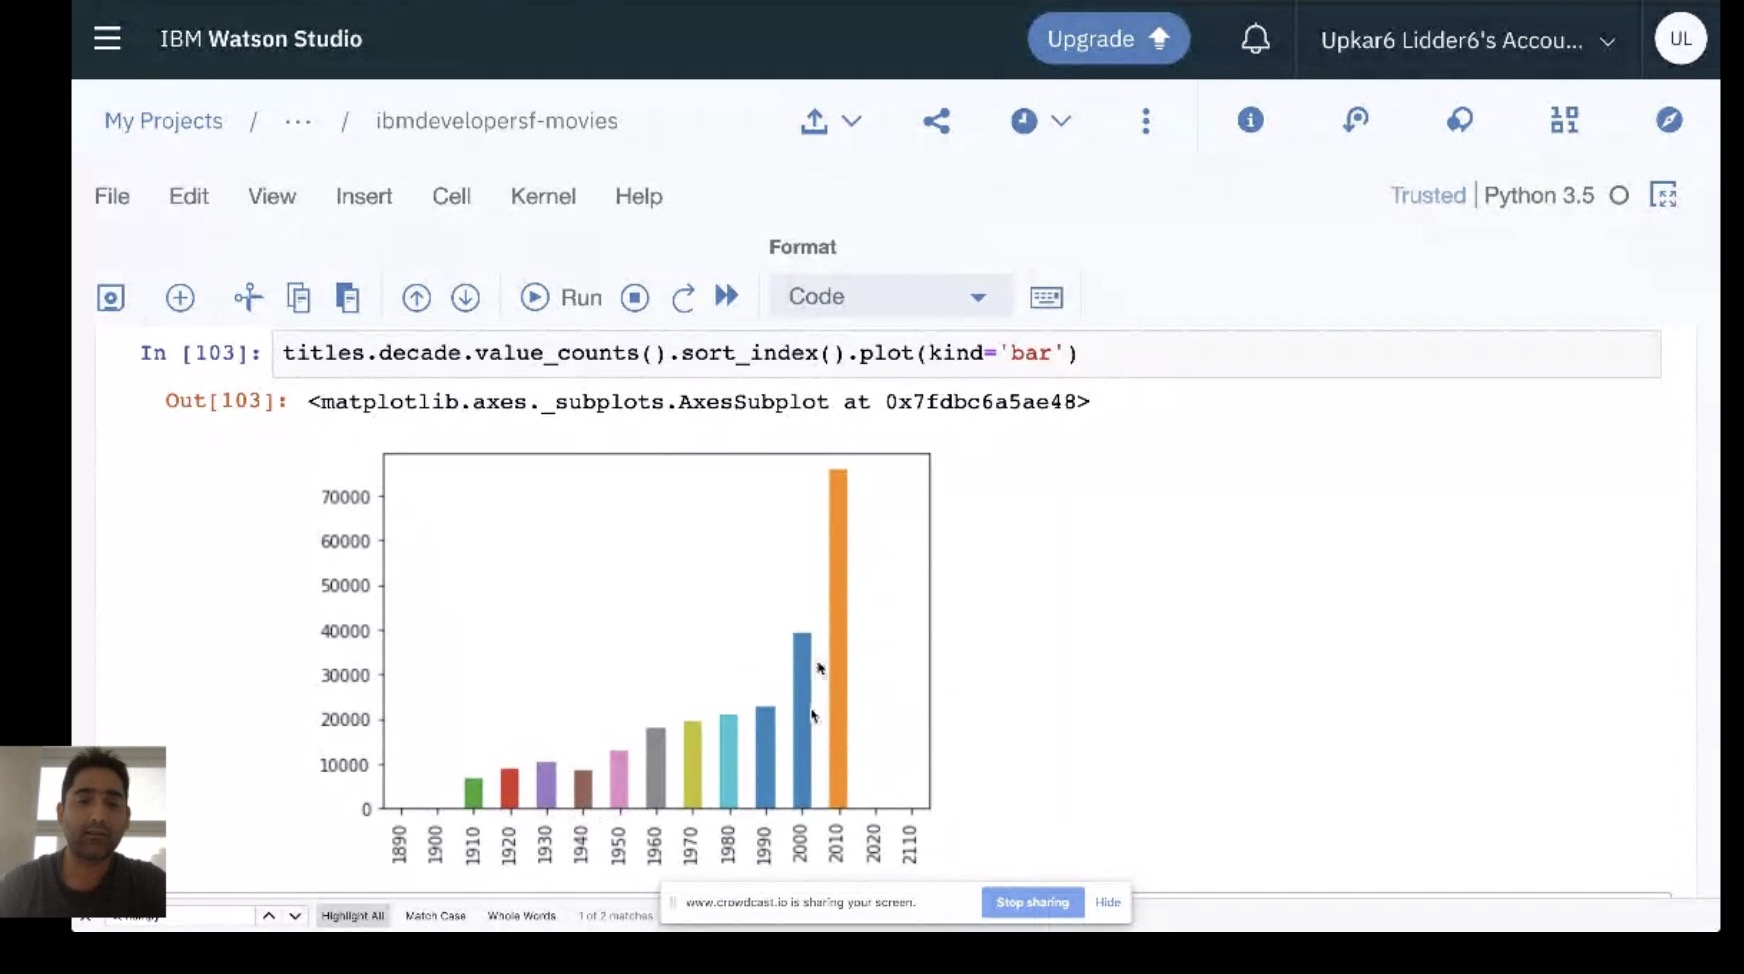 IBM Watson Studio
Upgrade
Upkar6 Lidder6's Accou...
UL
My Projects / ... / ibmdevelopersf-movies
File Edit View Insert Cell Kernel Help
Trusted | Python 3.5
Format
Run
Code
In [103]: titles.decade.value_counts().sort_index().plot(kind='bar')
Out[103]: <matplotlib.axes._subplots.AxesSubplot at 0x7fdbc6a5ae48>
70000
60000
50000
40000
30000
20000
10000
0
1890 1900 1910 1920 1930 1940 1950 1960 1970 1980 1990 2000 2010 2020 2110
www.crowdcast.io is sharing your screen. Stop sharing Hide
Highlight All Match Case Whole Words 1 of 2 matches